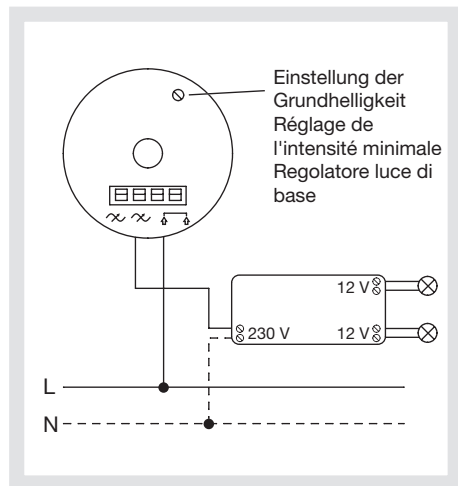 Einstellung der
Grundhelligkeit
Réglage de
l'intensité minimale
Regolatore luce di
base
12 V
230 V
12 V
L
N